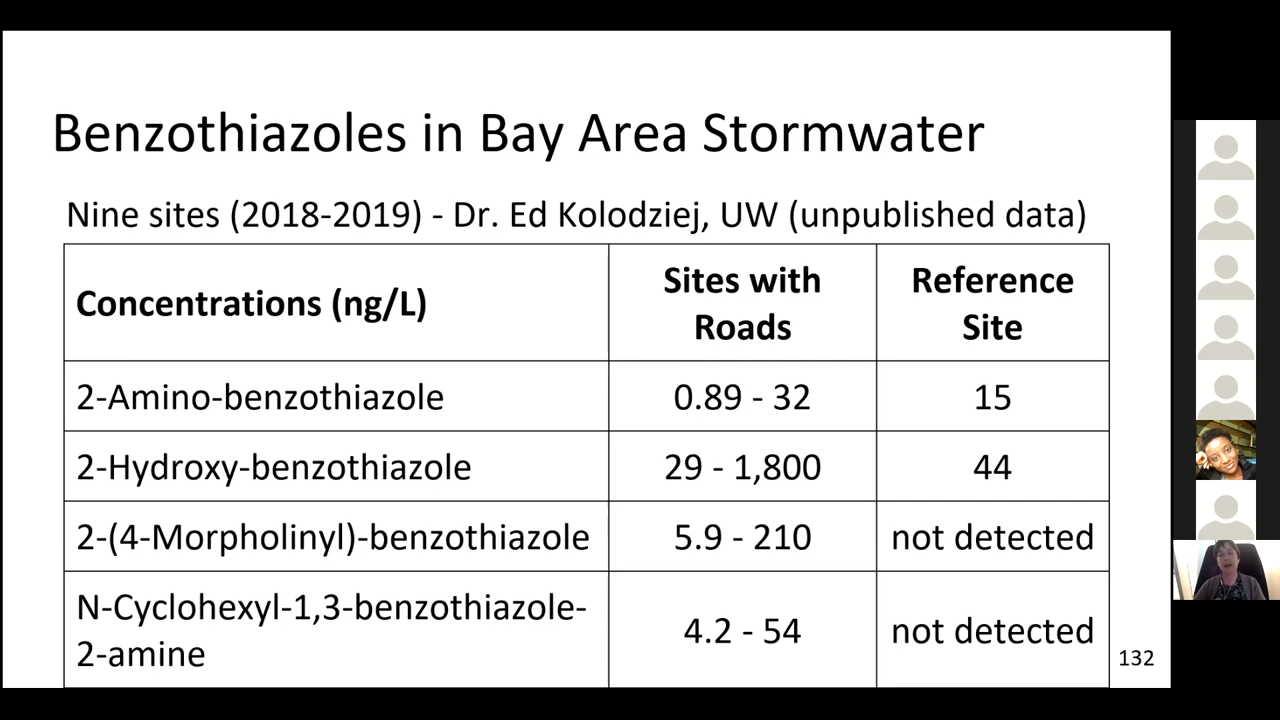 Benzothiazoles in Bay Area Stormwater
Nine sites (2018-2019) - Dr. Ed Kolodziej, UW (unpublished data)
Concentrations (ng/L)
Sites with
Roads
Reference
Site
2-Amino-benzothiazole
0.89 - 32
15
2-Hydroxy-benzothiazole
29 - 1,800
44
2-(4-Morpholinyl)-benzothiazole
5.9 - 210
not detected
N-Cyclohexyl-1,3-benzothiazole-
2-amine
4.2 - 54
not detected
132